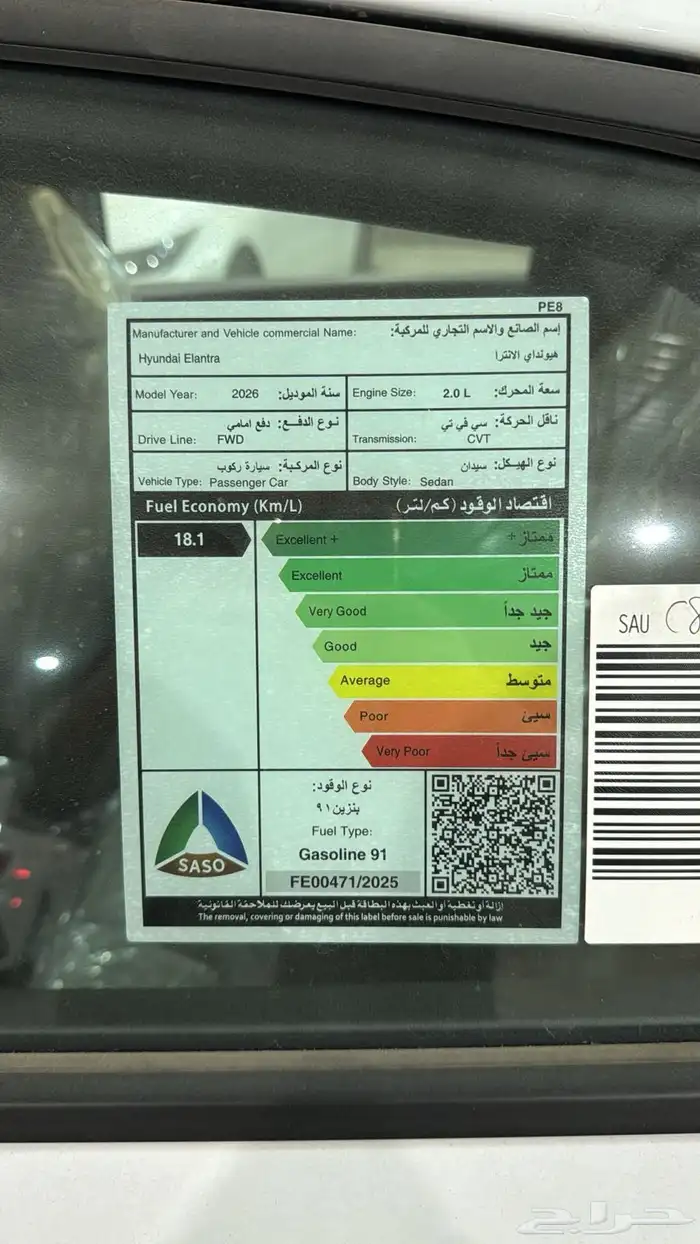 PE8
Manufacturer and Vehicle commercial Name: إسم الصانع والاسم التجاري للمركبة:
Hyundai Elantra هيونداي الانترا
Model Year: 2026 سنة الموديل: Engine Size: 2.0 L سعة المحرك:
نوع الدفع: دفع امامي ناقل الحركة: سي في تي
Drive Line: FWD Transmission: CVT
نوع المركبة: سيارة ركوب نوع الهيكل: سيدان
Vehicle Type: Passenger Car Body Style: Sedan
Fuel Economy (Km/L) اقتصاد الوقود (كم/لتر)
18.1 Excellent + ممتاز +
Excellent ممتاز
Very Good جيد جداً
SAU
Good جيد
Average متوسط
Poor سيئ
Very Poor سيئ جداً
نوع الوقود:
بنزين ٩١
Fuel Type:
Gasoline 91
SASO
FE00471/2025
ازالة أو تغطية أو العبث بهذه البطاقة قبل البيع يعرضك للملاحقة القانونية
The removal, covering or damaging of this label before sale is punishable by law
حراج